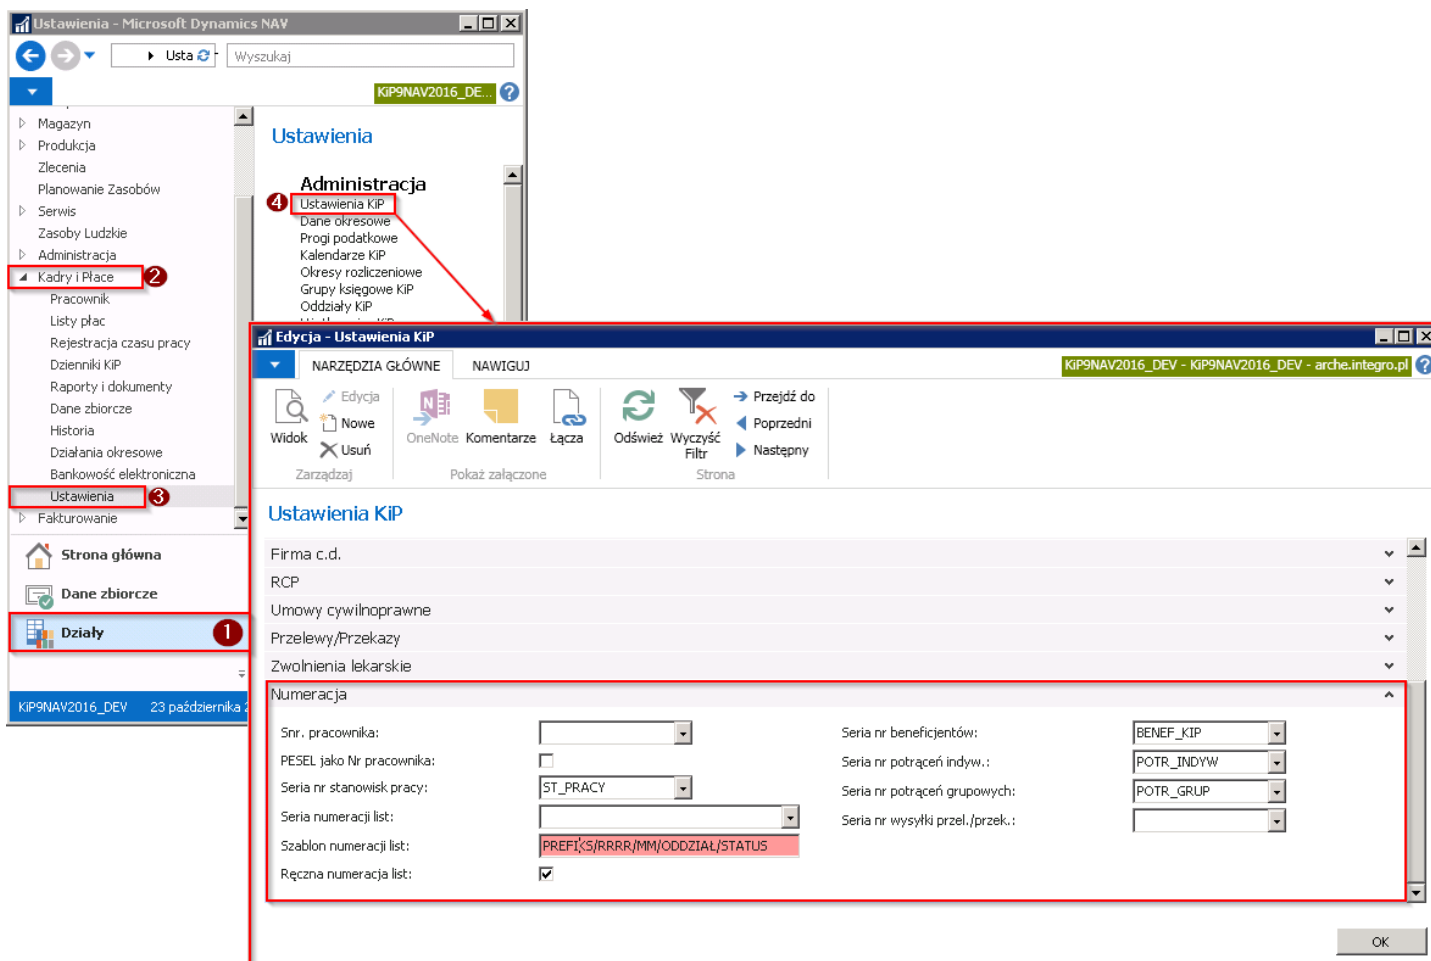 Ustawienia - Microsoft Dynamics NAV
Usta
Wyszukaj
KiP9NAV2016_DE...
?
Magazyn
Produkcja
Zlecenia
Planowanie Zasobów
Serwis
Zasoby Ludzkie
Administracja
Kadry i Płace
2
Pracownik
Listy płac
Rejestracja czasu pracy
Dzienniki KiP
Raporty i dokumenty
Dane zbiorcze
Historia
Działania okresowe
Bankowość elektroniczna
Ustawienia
3
Fakturowanie
Strona główna
Dane zbiorcze
Działy
1
KiP9NAV2016_DEV 23 października
Ustawienia
Administracja
4
Ustawienia KiP
Dane okresowe
Progi podatkowe
Kalendarze KiP
Okresy rozliczeniowe
Grupy księgowe KiP
Oddziały KiP
Edycja - Ustawienia KiP
NARZĘDZIA GŁÓWNE NAWIGUJ
KiP9NAV2016_DEV - KiP9NAV2016_DEV - arche.integro.pl
?
Widok
Edycja
Nowe
Usuń
Zarządzaj
OneNote
Komentarze
Łącza
Pokaż załączone
Odśwież
Wyczyść
Filtr
Przejdź do
Poprzedni
Następny
Strona
Ustawienia KiP
Firma c.d.
RCP
Umowy cywilnoprawne
Przelewy/Przekazy
Zwolnienia lekarskie
Numeracja
Snr. pracownika:
PESEL jako Nr pracownika:
Seria nr stanowisk pracy: ST_PRACY
Seria numeracji list:
Szablon numeracji list: PREFIKS/RRRR/MM/ODDZIAŁ/STATUS
Ręczna numeracja list:
Seria nr beneficjentów: BENEF_KIP
Seria nr potrąceń indyw.: POTR_INDYW
Seria nr potrąceń grupowych: POTR_GRUP
Seria nr wysyłki przel./przek.:
OK